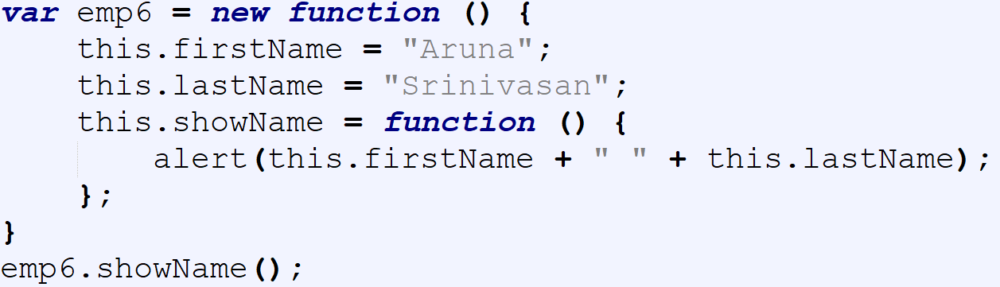 var emp6 = new function () {
    this.firstName = "Aruna";
    this.lastName = "Srinivasan";
    this.showName = function () {
        alert(this.firstName + " " + this.lastName);
    };
}
emp6.showName();